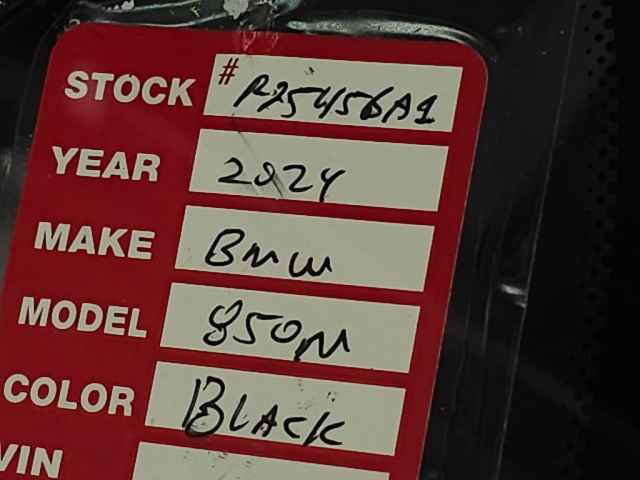 STOCK # P25456A1
YEAR 2024
MAKE BMW
MODEL 850M
COLOR BLACK
VIN